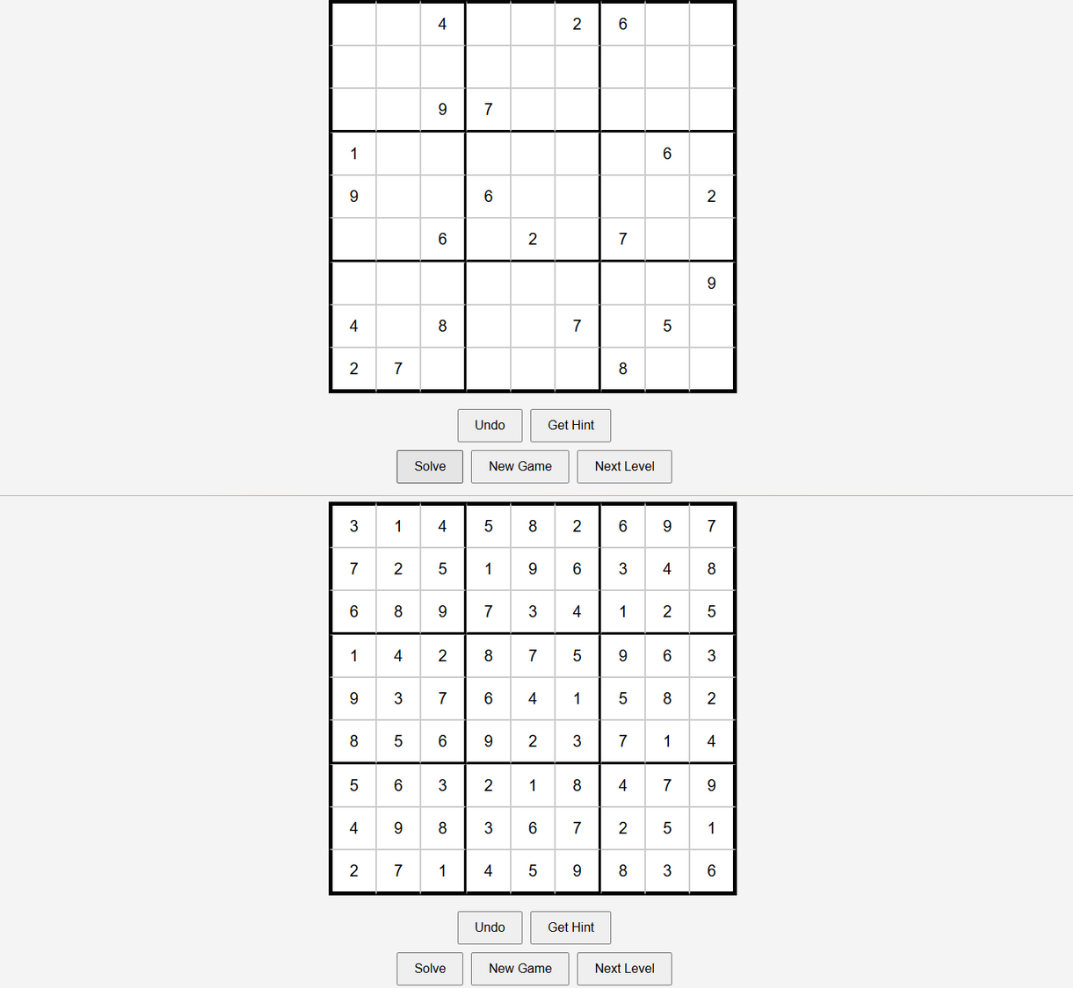 4 2 6
9 7
1 6
9 6 2
6 2 7
9
4 8 7 5
2 7 8
Undo Get Hint
Solve New Game Next Level
3 1 4 5 8 2 6 9 7
7 2 5 1 9 6 3 4 8
6 8 9 7 3 4 1 2 5
1 4 2 8 7 5 9 6 3
9 3 7 6 4 1 5 8 2
8 5 6 9 2 3 7 1 4
5 6 3 2 1 8 4 7 9
4 9 8 3 6 7 2 5 1
2 7 1 4 5 9 8 3 6
Undo Get Hint
Solve New Game Next Level